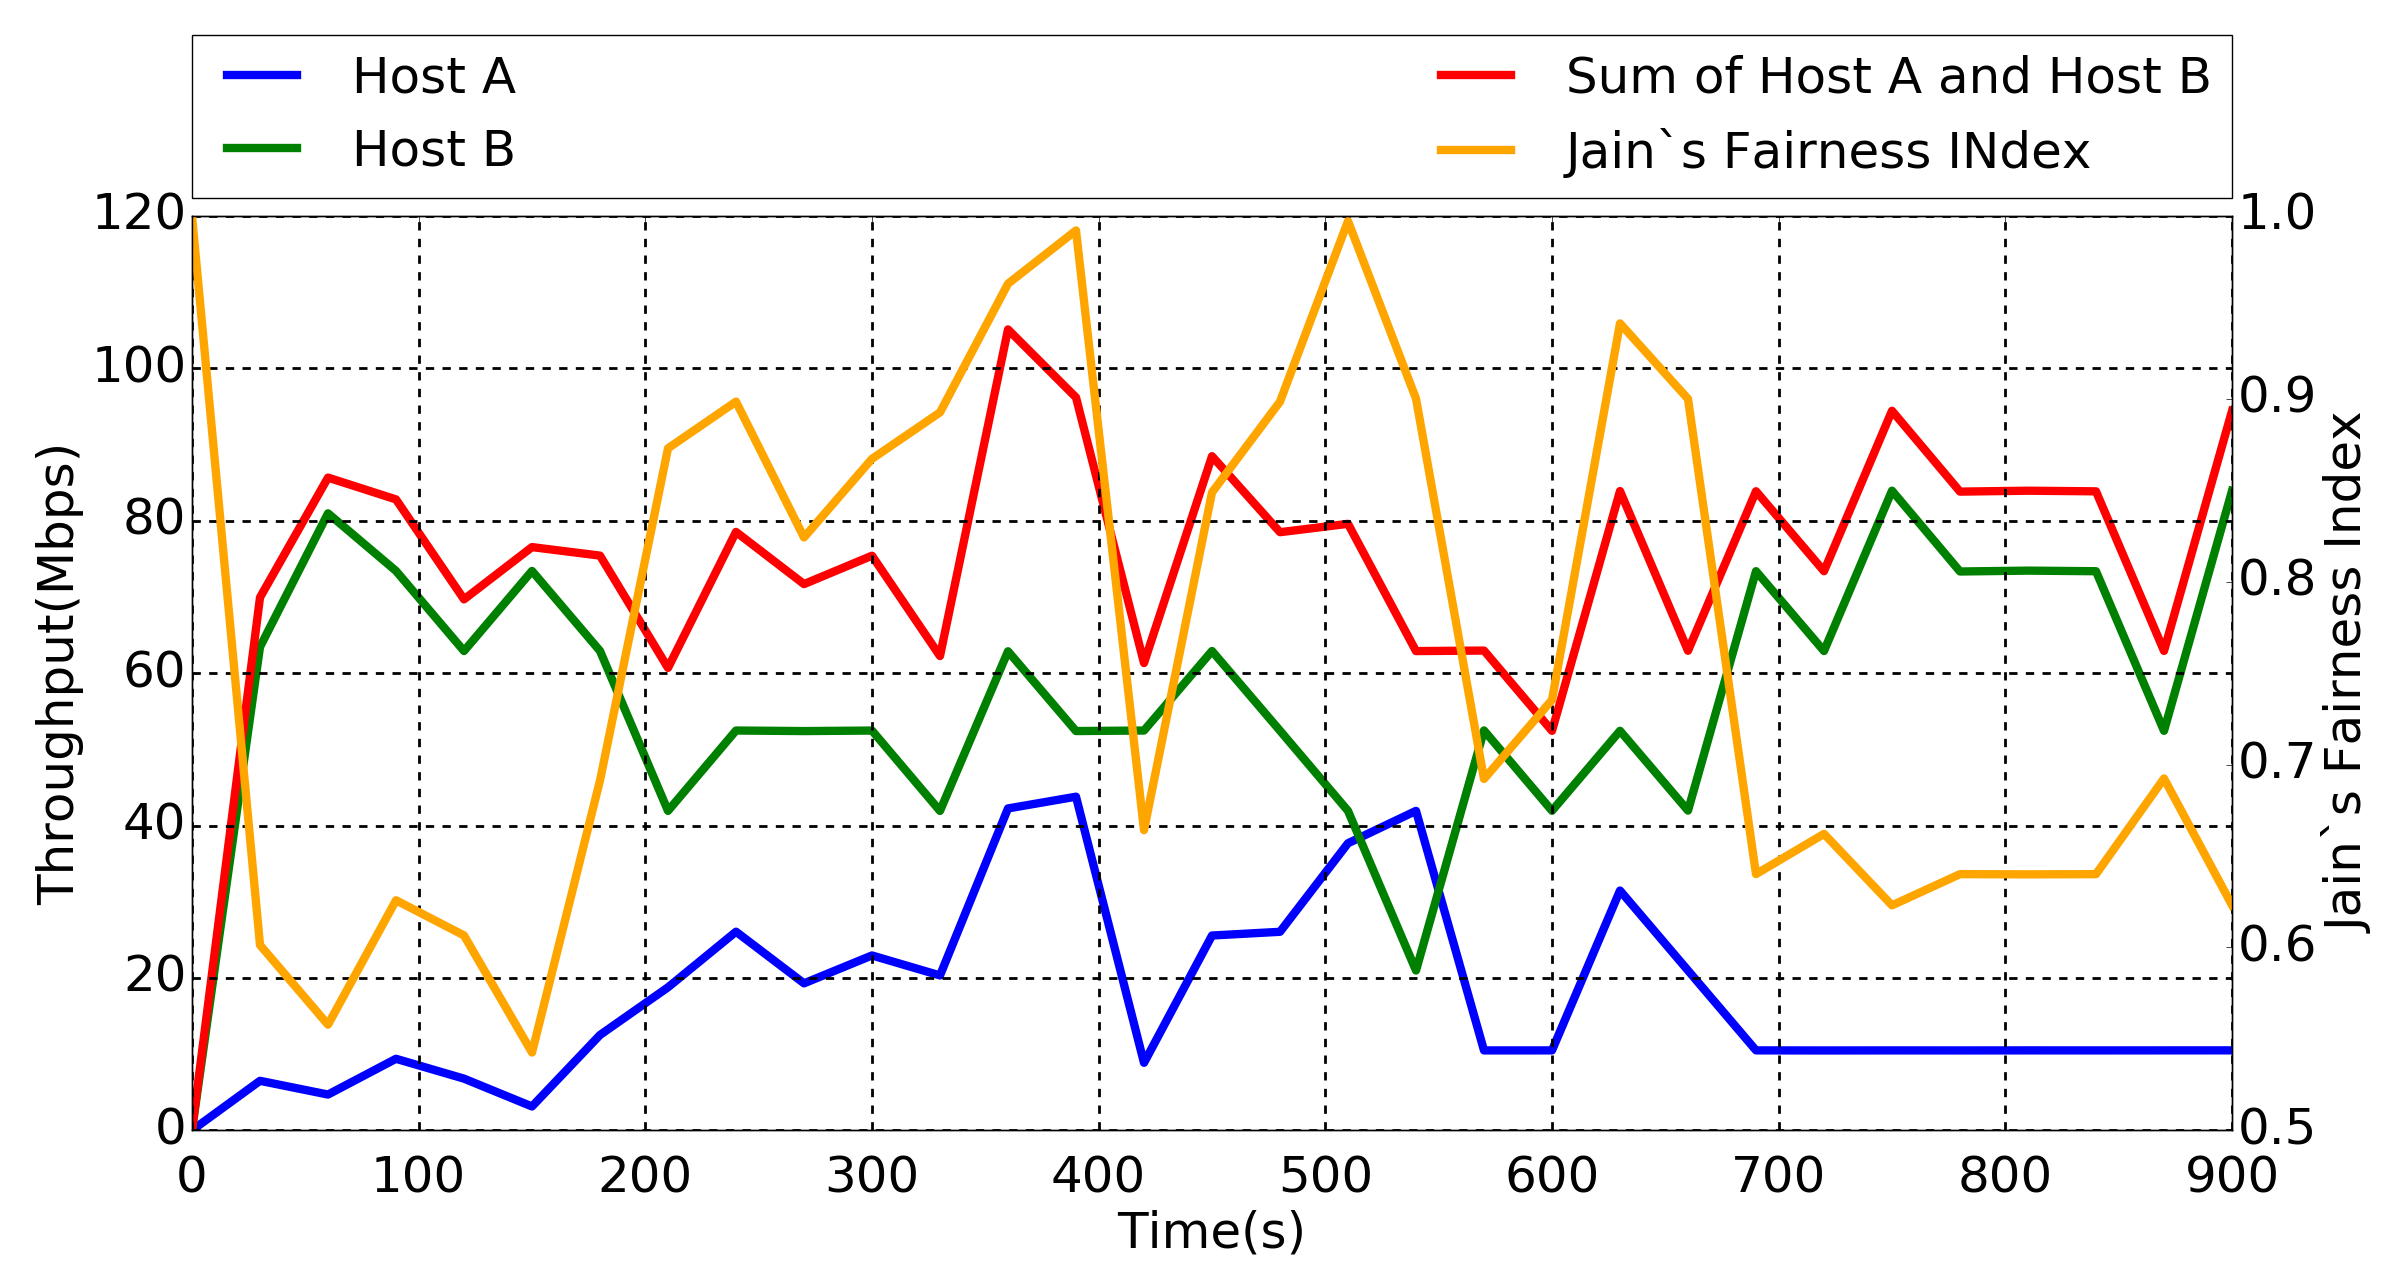 Host A
Host B
Sum of Host A and Host B
Jain`s Fairness INdex
120
100
80
60
40
20
0
1.0
0.9
0.8
0.7
0.6
0.5
Throughput(Mbps)
Jain`s Fairness Index
0 100 200 300 400 500 600 700 800 900
Time(s)